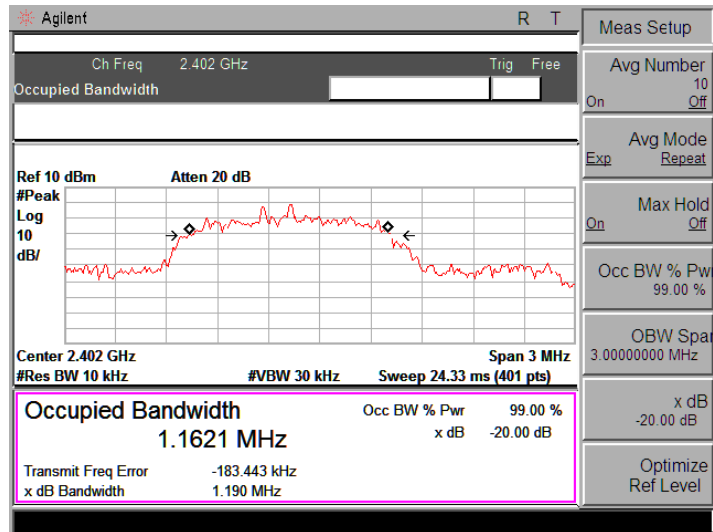 Agilent R T
Meas Setup
Ch Freq 2.402 GHz Trig Free
Occupied Bandwidth
Avg Number
10
On Off
Avg Mode
Exp Repeat
Max Hold
On Off
Occ BW % Pwr
99.00 %
OBW Span
3.00000000 MHz
x dB
-20.00 dB
Optimize
Ref Level
Ref 10 dBm Atten 20 dB
#Peak
Log
10
dB/
Center 2.402 GHz Span 3 MHz
#Res BW 10 kHz #VBW 30 kHz Sweep 24.33 ms (401 pts)
Occupied Bandwidth Occ BW % Pwr 99.00 %
1.1621 MHz x dB -20.00 dB
Transmit Freq Error -183.443 kHz
x dB Bandwidth 1.190 MHz